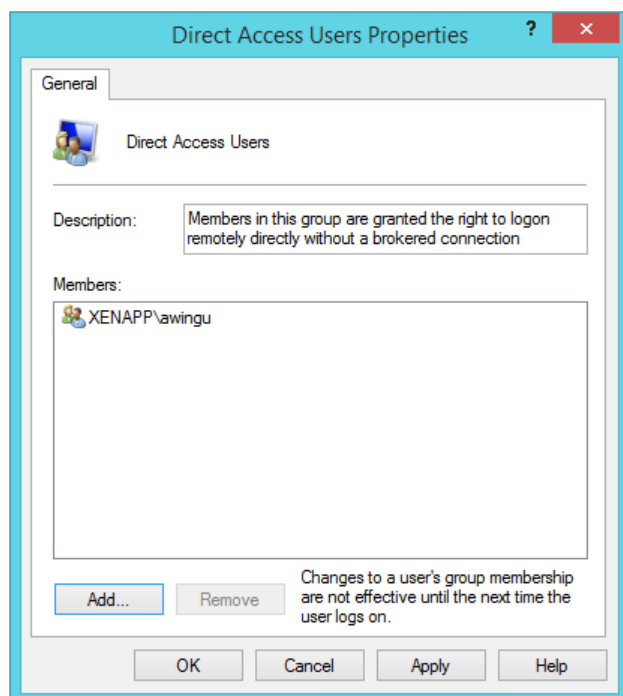 Direct Access Users Properties
?
General
Direct Access Users
Description:
Members in this group are granted the right to logon
remotely directly without a brokered connection
Members:
XENAPP\awingu
Add...
Remove
Changes to a user's group membership
are not effective until the next time the
user logs on.
OK
Cancel
Apply
Help